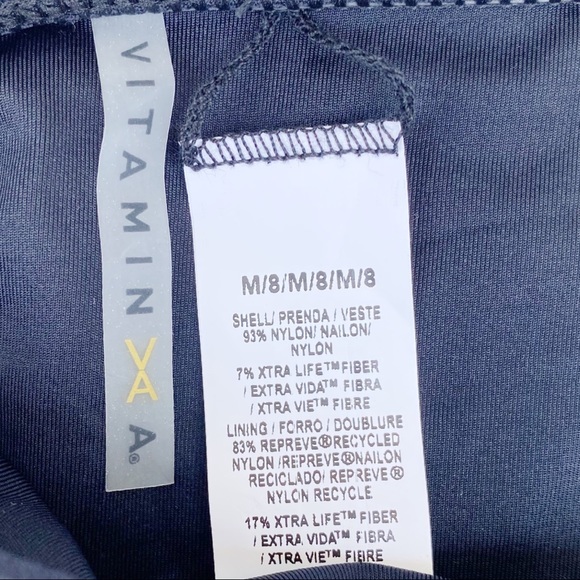 VITAMIN
VA
A®
M/8/M/8/M/8
SHELL/ PRENDA / VESTE
93% NYLON/ NAILON/
NYLON
7% XTRA LIFE™FIBER
/ EXTRA VIDA™ FIBRA
/ XTRA VIE™ FIBRE
LINING / FORRO / DOUBLURE
83% REPREVE®RECYCLED
NYLON /REPREVE®NAILON
RECICLADO/ REPREVE®
NYLON RECYCLE
17% XTRA LIFE™ FIBER
/ EXTRA VIDA™ FIBRA
/ XTRA VIE™ FIBRE